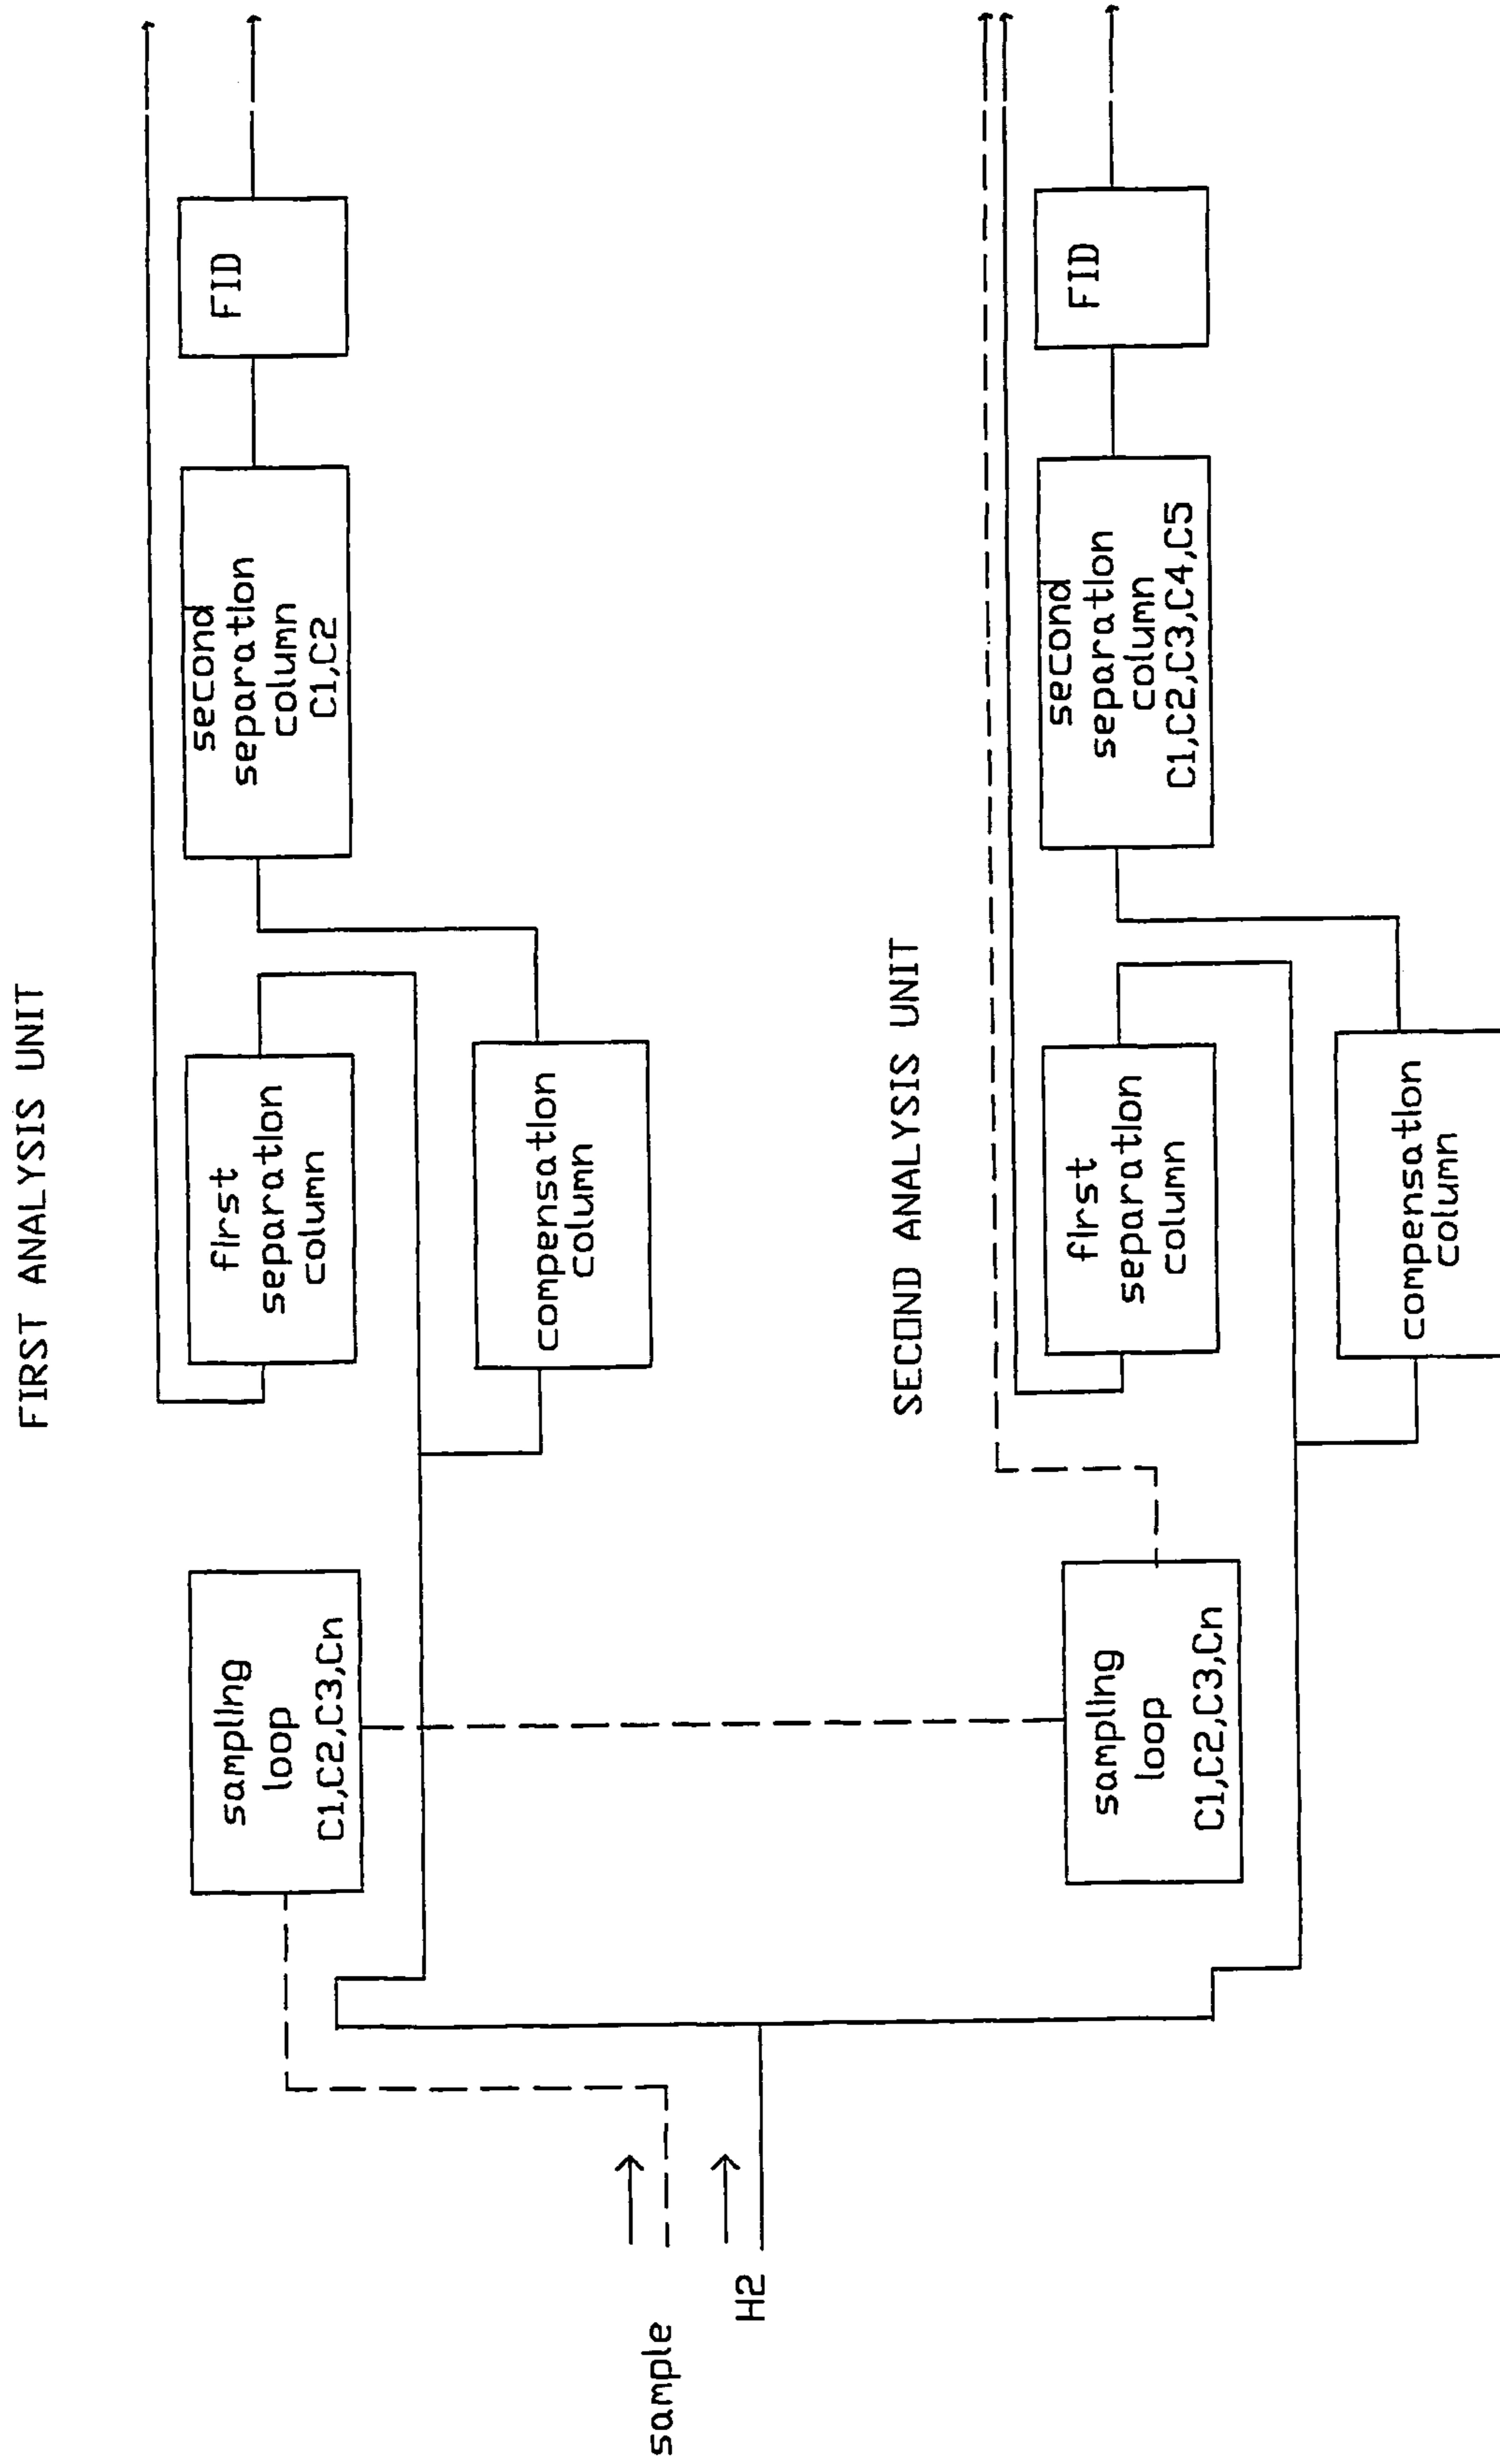 FIRST ANALYSIS UNIT
sampling
loop
C1,C2,C3,Cn
first
separation
column
second
separation
column
C1,C2
FID
compensation
column
sample
H2
SECOND ANALYSIS UNIT
sampling
loop
C1,C2,C3,Cn
first
separation
column
second
separation
column
C1,C2,C3,C4,C5
FID
compensation
column